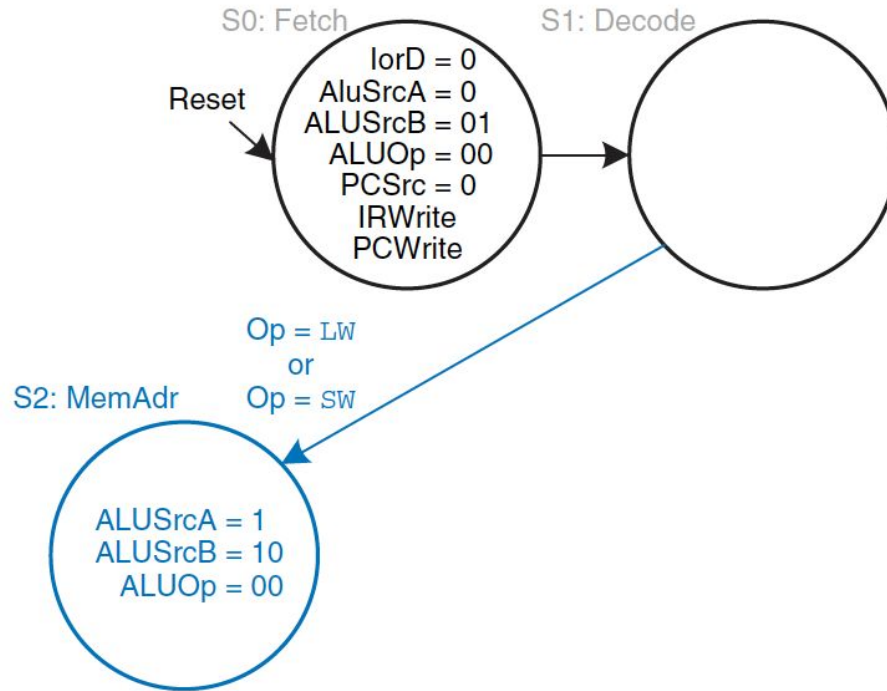 S0: Fetch
S1: Decode
Reset
IorD = 0
AluSrcA = 0
ALUSrcB = 01
ALUOp = 00
PCSrc = 0
IRWrite
PCWrite
Op = LW
or
Op = SW
S2: MemAdr
ALUSrcA = 1
ALUSrcB = 10
ALUOp = 00